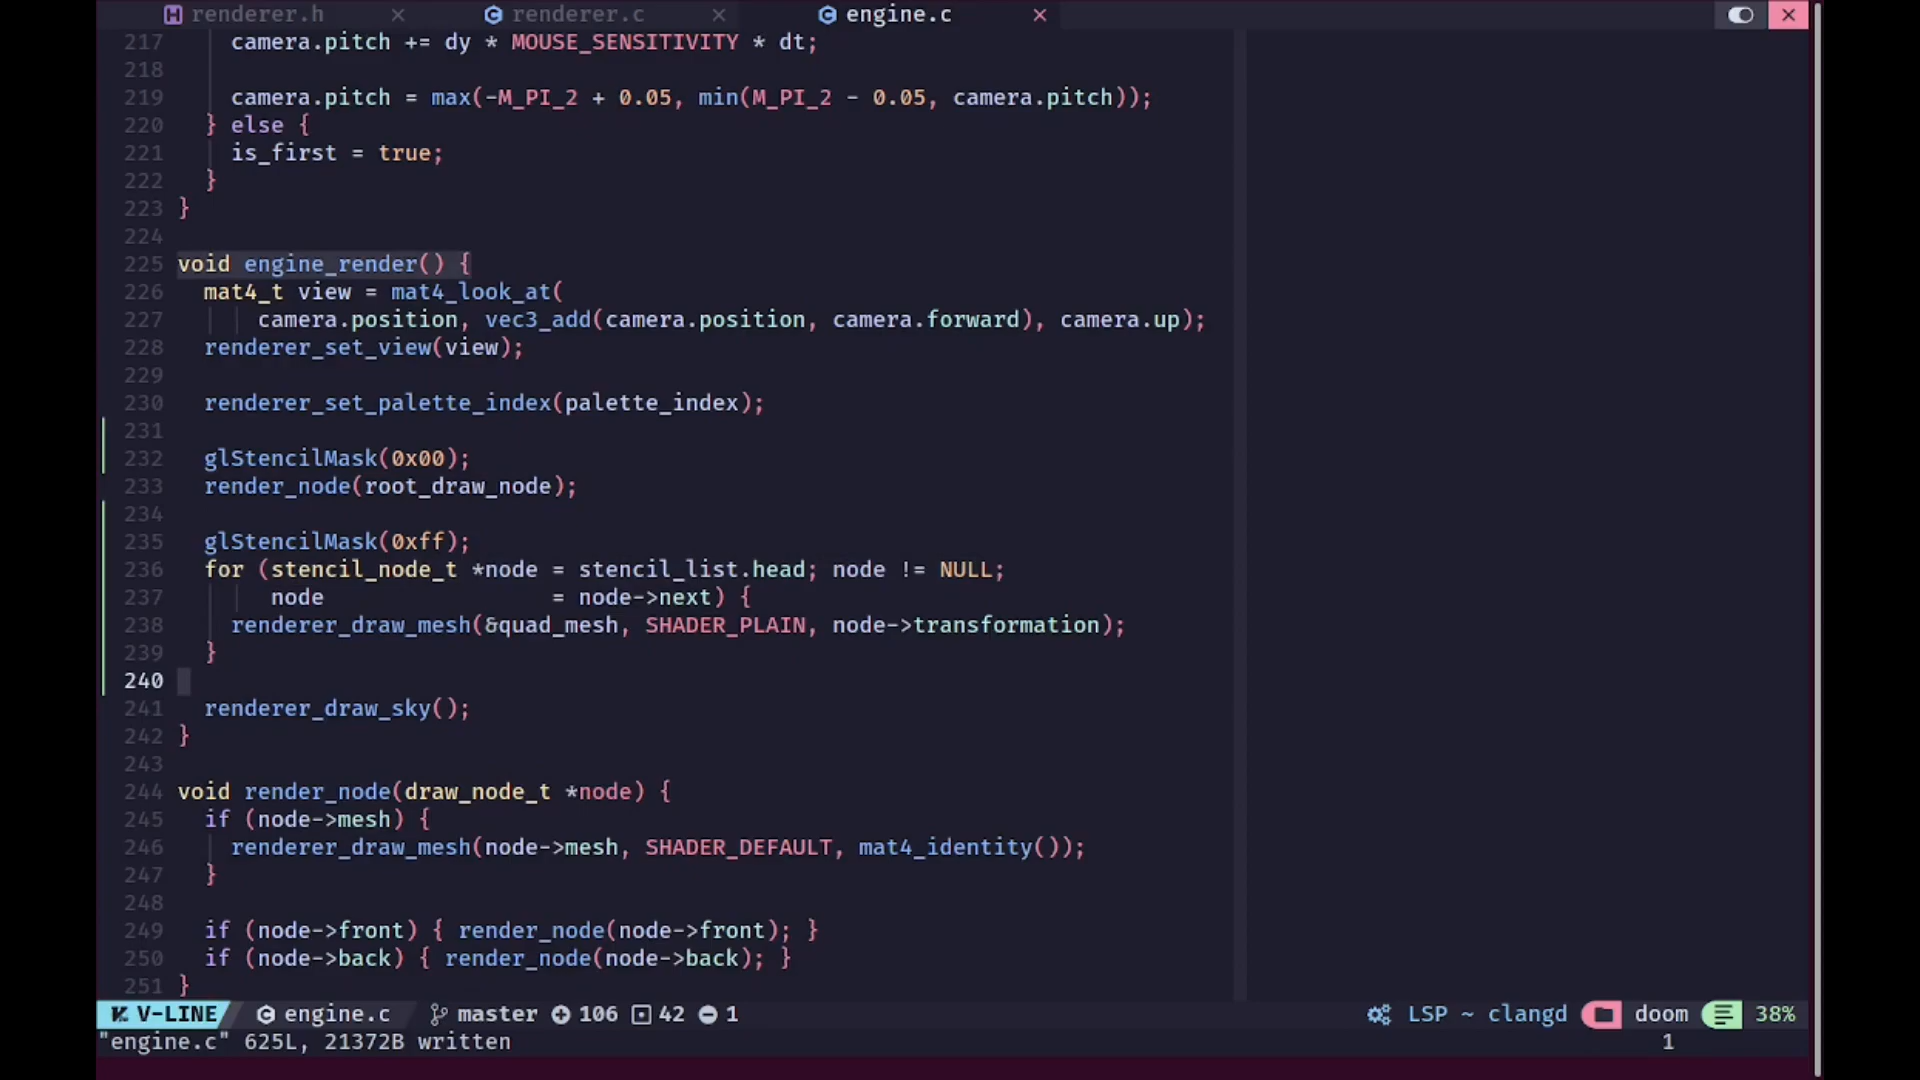 renderer.h renderer.c engine.c
217 camera.pitch += dy * MOUSE_SENSITIVITY * dt;
218
219 camera.pitch = max(-M_PI_2 + 0.05, min(M_PI_2 - 0.05, camera.pitch));
220 } else {
221 is_first = true;
222 }
223 }
224
225 void engine_render() {
226 mat4_t view = mat4_look_at(
227 camera.position, vec3_add(camera.position, camera.forward), camera.up);
228 renderer_set_view(view);
229
230 renderer_set_palette_index(palette_index);
231
232 glStencilMask(0x00);
233 render_node(root_draw_node);
234
235 glStencilMask(0xff);
236 for (stencil_node_t *node = stencil_list.head; node != NULL;
237 node = node->next) {
238 renderer_draw_mesh(&quad_mesh, SHADER_PLAIN, node->transformation);
239 }
240
241 renderer_draw_sky();
242 }
243
244 void render_node(draw_node_t *node) {
245 if (node->mesh) {
246 renderer_draw_mesh(node->mesh, SHADER_DEFAULT, mat4_identity());
247 }
248
249 if (node->front) { render_node(node->front); }
250 if (node->back) { render_node(node->back); }
251 }
V-LINE engine.c master 106 42 1 LSP ~ clangd doom 38%
"engine.c" 625L, 21372B written 1